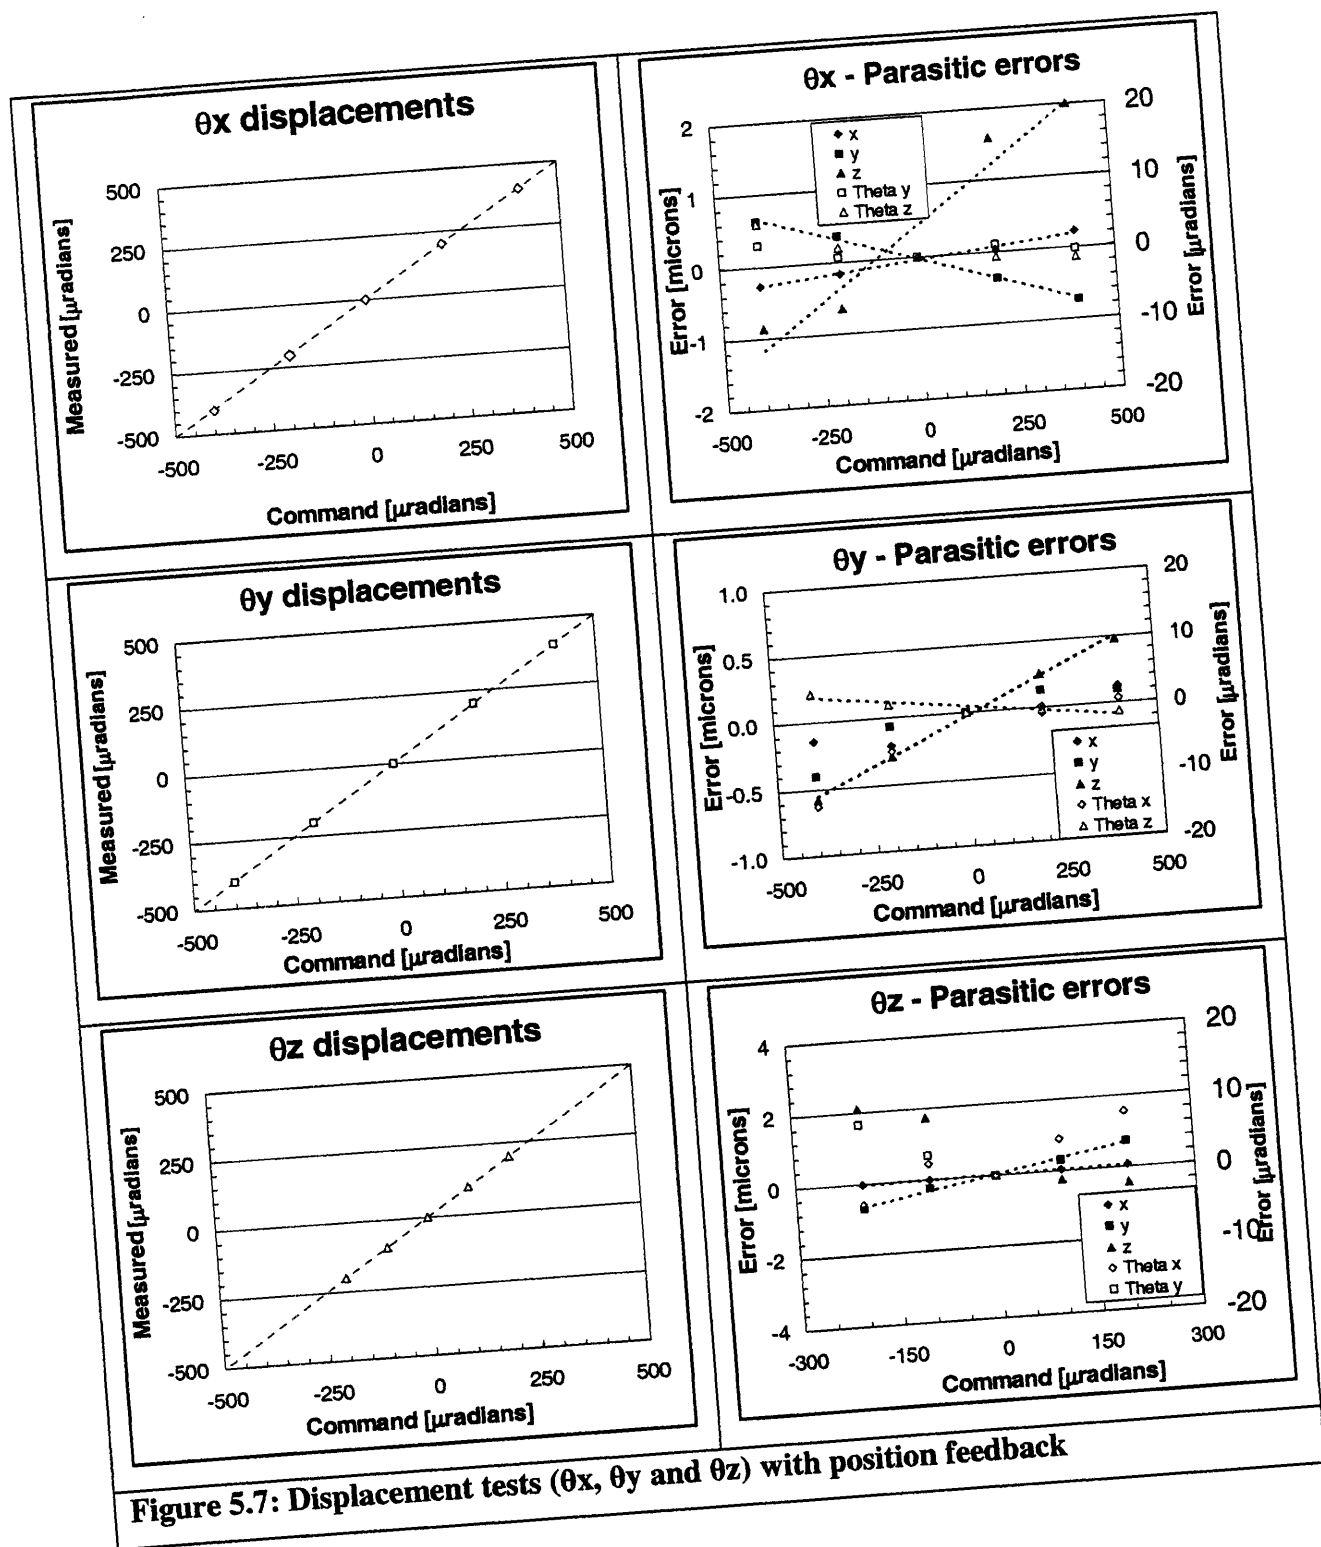 θx displacements
500
250
0
-250
-500
-500
-250
0
250
500
Measured [μradians]
Command [μradians]
θx - Parasitic errors
2
1
0
-1
-2
20
10
0
-10
-20
-500
-250
0
250
500
x
y
z
Theta y
Theta z
Error [microns]
Error [μradians]
Command [μradians]
θy displacements
500
250
0
-250
-500
-500
-250
0
250
500
Measured [μradians]
Command [μradians]
θy - Parasitic errors
1.0
0.5
0.0
-0.5
-1.0
20
10
0
-10
-20
-500
-250
0
250
500
x
y
z
Theta x
Theta z
Error [microns]
Error [μradians]
Command [μradians]
θz displacements
500
250
0
-250
-500
-500
-250
0
250
500
Measured [μradians]
Command [μradians]
θz - Parasitic errors
4
2
0
-2
-4
20
10
0
-10
-20
-300
-150
0
150
300
x
y
z
Theta x
Theta y
Error [microns]
Error [μradians]
Command [μradians]
Figure 5.7: Displacement tests (θx, θy and θz) with position feedback